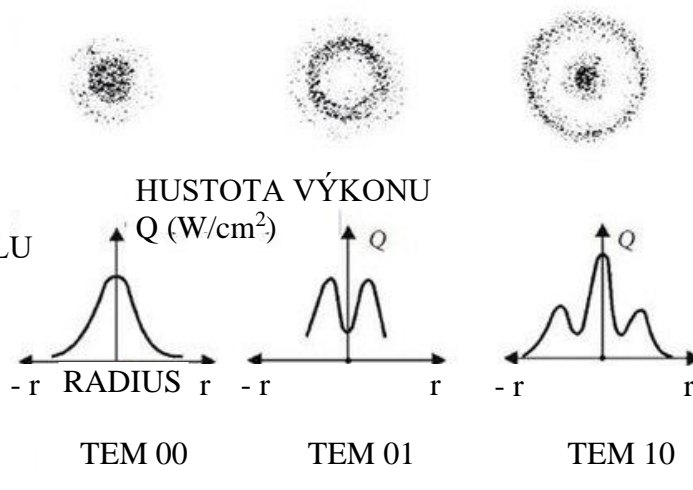 HUSTOTA VÝKONU
Q (W/cm²)
LU
Q
Q
- r RADIUS r
- r r
- r r
TEM 00
TEM 01
TEM 10